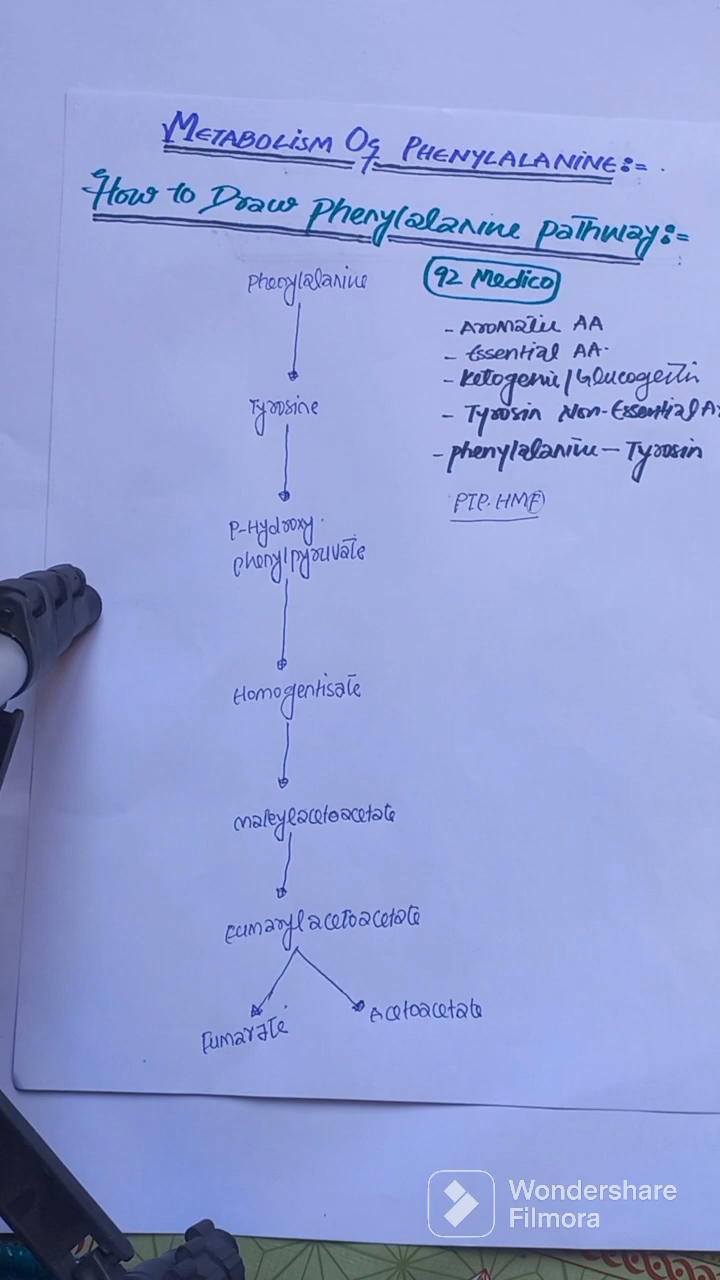 METABOLISM Of PHENYLALANINE:=.
How to Draw phenylalanine pathway:=
92 Medico
- Aromatic AA
- Essential AA.
- Ketogenic/Glucogenic
- Tyrosin Non-Essential A
- phenylalanine - Tyrosin
PTP.HMF
Phenylalanine
Tyrosine
P-Hydroxy.
phenylpyruvate
Homogentisate
maleylacetoacetate
Fumarylacetoacetate
Fumarate
Acetoacetate
Wondershare
Filmora